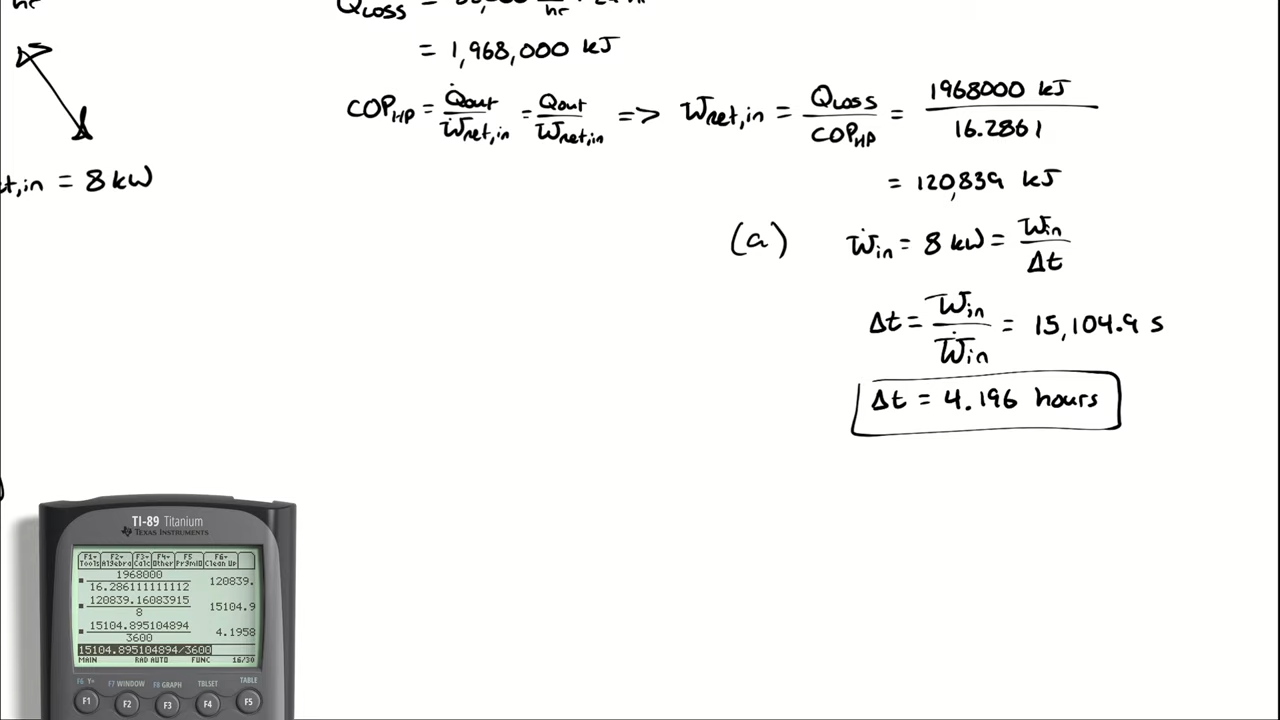 Q_LOSS =
= 1,968,000 kJ
COP_HP = Q̇out/Ẇnet,in = Qout/Wnet,in => Wnet,in = Q_LOSS/COP_HP = 1968000 kJ/16.2861
et,in = 8 kW
= 120,839 kJ
(a) Ẇin = 8 kW = Win/Δt
Δt = Win/Ẇin = 15,104.9 s
Δt = 4.196 hours
TI-89 Titanium
TEXAS INSTRUMENTS
F1 Tools F2 Algebra F3 Calc F4 Other F5 PrgmIO F6 Clean Up
1968000/16.286111111112 120839.
120839.16083915/8 15104.9
15104.895104894/3600 4.1958
15104.895104894/3600
MAIN RAD AUTO FUNC 16/30
F6 Y= F7 WINDOW F8 GRAPH TBLSET TABLE
F1 F2 F3 F4 F5